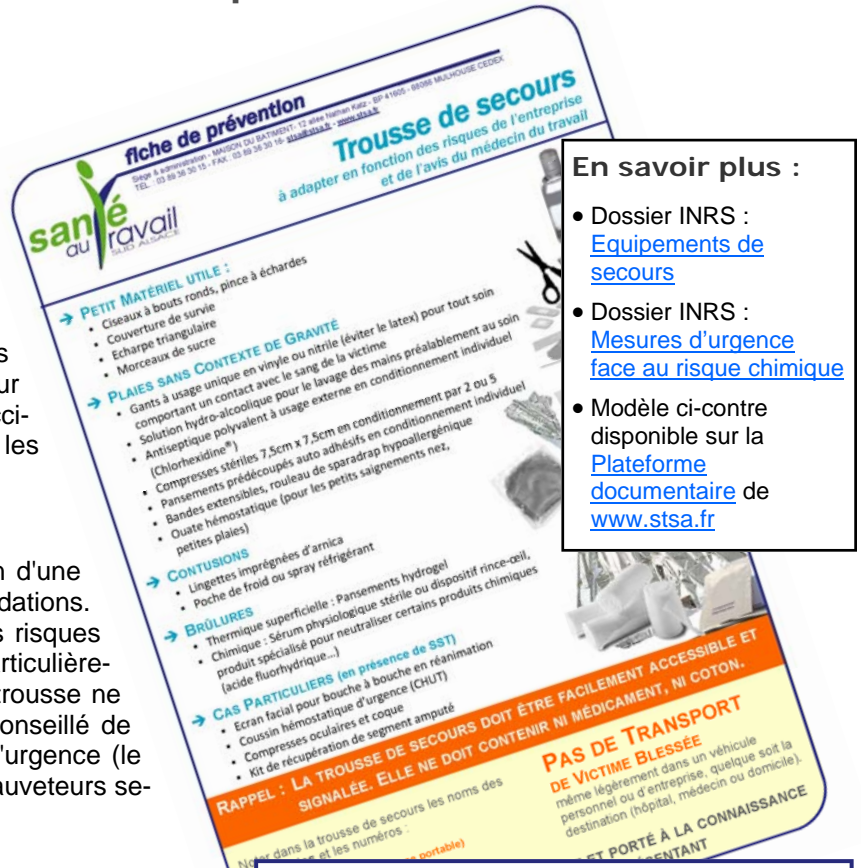 fiche de prévention
Siège & administration - MAISON DU BATIMENT- 12 allée Nathan Katz - BP 41605 - 68086 MULHOUSE CEDEX
TEL. : 03 89 36 30 15 - FAX. : 03 89 36 30 16- stsa@stsa.fr - www.stsa.fr
Trousse de secours
à adapter en fonction des risques de l'entreprise
et de l'avis du médecin du travail
santé
au travail
SUD ALSACE
→ PETIT MATÉRIEL UTILE :
• Ciseaux à bouts ronds, pince à échardes
• Couverture de survie
• Echarpe triangulaire
• Morceaux de sucre
→ PLAIES SANS CONTEXTE DE GRAVITÉ
• Gants à usage unique en vinyle ou nitrile (éviter le latex) pour tout soin
comportant un contact avec le sang de la victime
• Solution hydro-alcoolique pour le lavage des mains préalablement au soin
• Antiseptique polyvalent à usage externe en conditionnement individuel
(Chlorhexidine®)
• Compresses stériles 7,5cm x 7,5cm en conditionnement par 2 ou 5
• Pansements prédécoupés auto adhésifs en conditionnement individuel
• Bandes extensibles, rouleau de sparadrap hypoallergénique
• Ouate hémostatique (pour les petits saignements nez,
petites plaies)
→ CONTUSIONS
• Lingettes imprégnées d'arnica
• Poche de froid ou spray réfrigérant
→ BRÛLURES
• Thermique superficielle : Pansements hydrogel
• Chimique : Sérum physiologique stérile ou dispositif rince-œil,
produit spécialisé pour neutraliser certains produits chimiques
(acide fluorhydrique...)
→ CAS PARTICULIERS (en présence de SST)
• Ecran facial pour bouche à bouche en réanimation
• Coussin hémostatique d'urgence (CHUT)
• Compresses oculaires et coque
• Kit de récupération de segment amputé
RAPPEL : LA TROUSSE DE SECOURS DOIT ÊTRE FACILEMENT ACCESSIBLE ET
SIGNALÉE. ELLE NE DOIT CONTENIR NI MÉDICAMENT, NI COTON.
Noter dans la trousse de secours les noms des
et les numéros :
portable)
PAS DE TRANSPORT
DE VICTIME BLESSÉE
même légèrement dans un véhicule
personnel ou d'entreprise, quelque soit la
destination (hôpital, médecin ou domicile).
ET PORTÉ À LA CONNAISSANCE
En savoir plus :
• Dossier INRS :
Equipements de
secours
• Dossier INRS :
Mesures d'urgence
face au risque chimique
• Modèle ci-contre
disponible sur la
Plateforme
documentaire de
www.stsa.fr
s
ur
cci-
les
n d'une
dations.
s risques
articulière-
trousse ne
onseillé de
'urgence (le
auveteurs se-